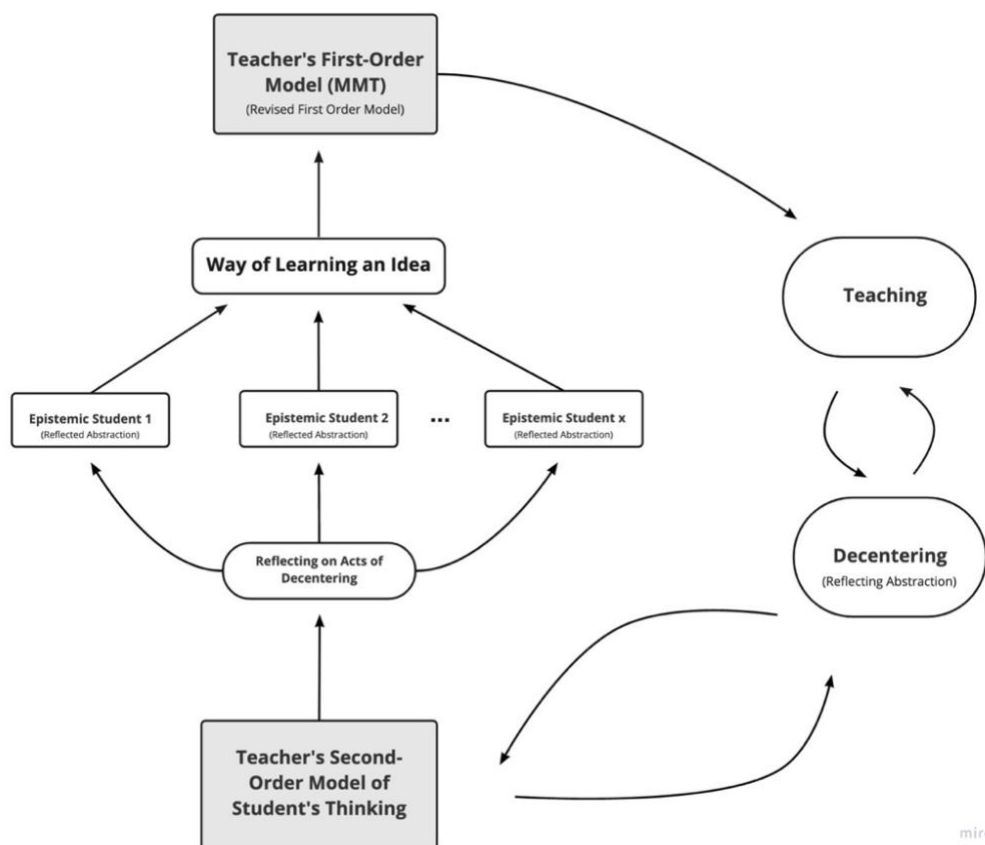 Teacher's First-Order
Model (MMT)
(Revised First Order Model)
Way of Learning an Idea
Teaching
Epistemic Student 1
(Reflected Abstraction)
Epistemic Student 2
(Reflected Abstraction)
...
Epistemic Student x
(Reflected Abstraction)
Reflecting on Acts of
Decentering
Decentering
(Reflecting Abstraction)
Teacher's Second-
Order Model of
Student's Thinking